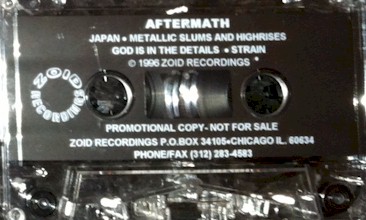 AFTERMATH
JAPAN • METALLIC SLUMS AND HIGHRISES
GOD IS IN THE DETAILS • STRAIN
© 1996 ZOID RECORDINGS
ZOID RECORDINGS
PROMOTIONAL COPY - NOT FOR SALE
ZOID RECORDINGS P.O.BOX 34105•CHICAGO IL. 60634
PHONE/FAX (312) 283-4583